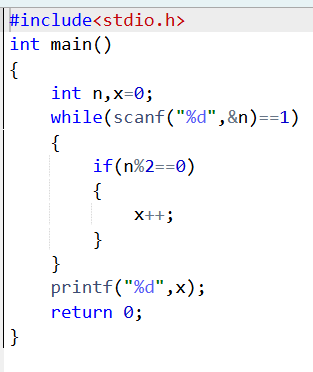 #include<stdio.h>
int main()
{
    int n,x=0;
    while(scanf("%d",&n)==1)
    {
        if(n%2==0)
        {
            x++;
        }
    }
    printf("%d",x);
    return 0;
}